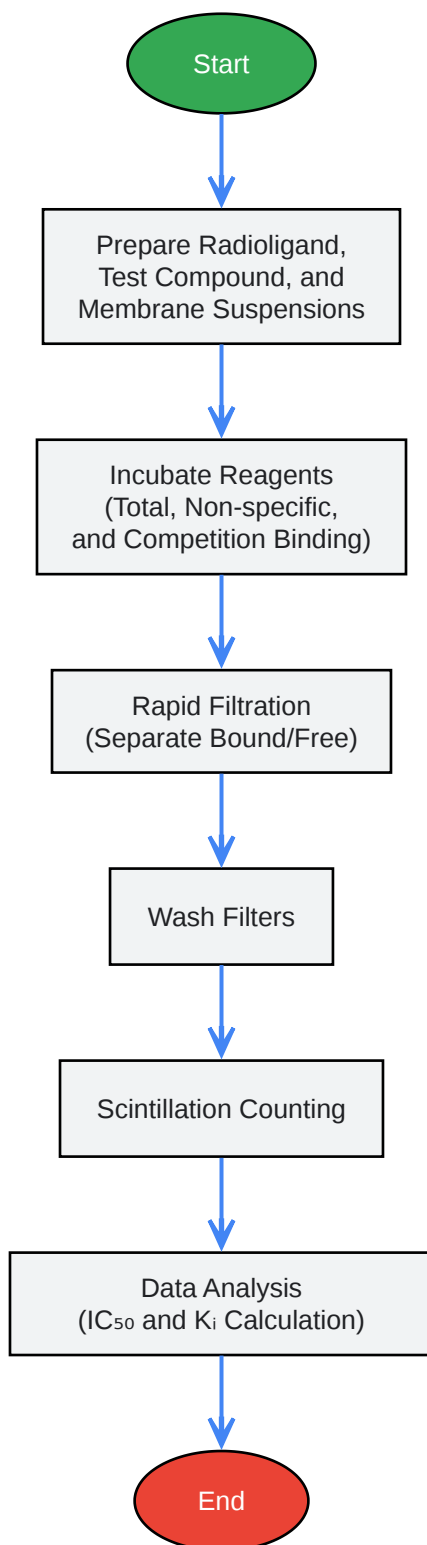 Start
Prepare Radioligand,
Test Compound, and
Membrane Suspensions
Incubate Reagents
(Total, Non-specific,
and Competition Binding)
Rapid Filtration
(Separate Bound/Free)
Wash Filters
Scintillation Counting
Data Analysis
(IC₅₀ and Kᵢ Calculation)
End